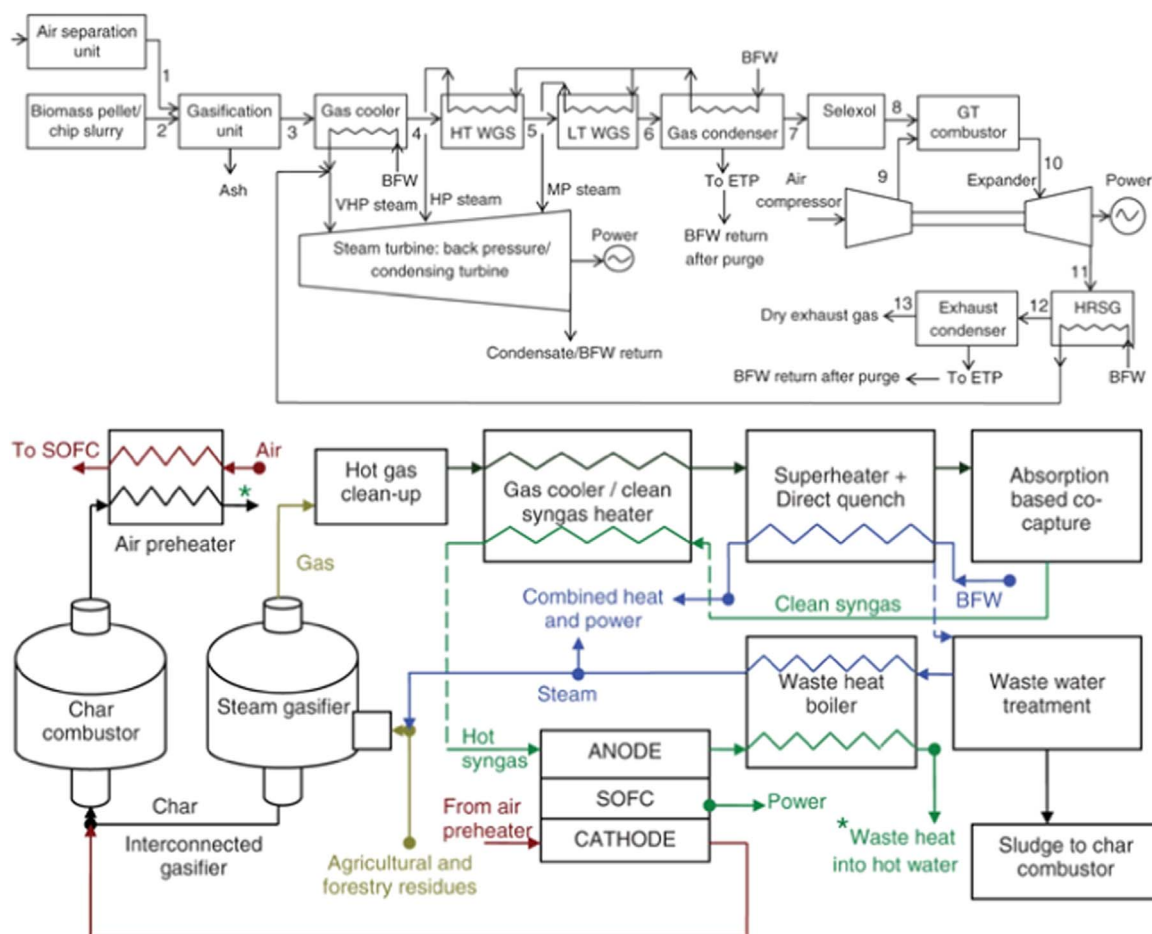 Air separation
unit
1
Biomass pellet/
chip slurry
2
Gasification
unit
Ash
3
Gas cooler
4
BFW
VHP steam
HP steam
HT WGS
5
LT WGS
MP steam
6
BFW
Gas condenser
To ETP
BFW return
after purge
7
Selexol
8
GT
combustor
9
10
Air
compressor
Expander
Power
11
Steam turbine: back pressure/
condensing turbine
Power
Condensate/BFW return
HRSG
BFW
12
Exhaust
condenser
13
Dry exhaust gas
To ETP
BFW return after purge
To SOFC
Air
*
Air preheater
Gas
Hot gas
clean-up
Gas cooler / clean
syngas heater
Superheater +
Direct quench
Absorption
based co-
capture
Combined heat
and power
Clean syngas
BFW
Char
combustor
Steam gasifier
Steam
Waste heat
boiler
Waste water
treatment
Hot
syngas
ANODE
SOFC
CATHODE
Power
From air
preheater
*Waste heat
into hot water
Sludge to char
combustor
Char
Interconnected
gasifier
Agricultural and
forestry residues